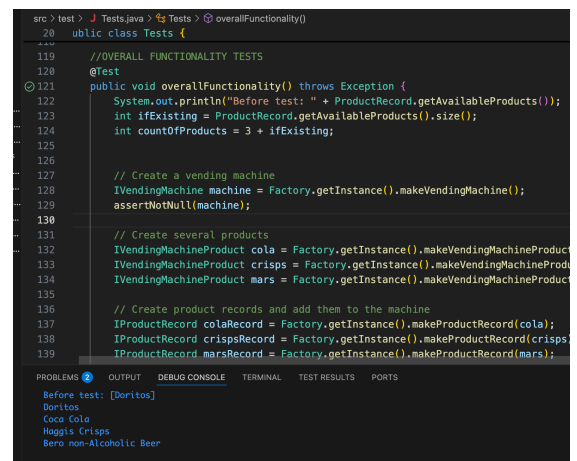 src > test > J Tests.java > Tests > overallFunctionality()
20 ublic class Tests {
119 //OVERALL FUNCTIONALITY TESTS
120 @Test
121 public void overallFunctionality() throws Exception {
122 System.out.println("Before test: " + ProductRecord.getAvailableProducts());
123 int ifExisting = ProductRecord.getAvailableProducts().size();
124 int countOfProducts = 3 + ifExisting;
125
126
127 // Create a vending machine
128 IVendingMachine machine = Factory.getInstance().makeVendingMachine();
129 assertNotNull(machine);
130
131 // Create several products
132 IVendingMachineProduct cola = Factory.getInstance().makeVendingMachineProduct
133 IVendingMachineProduct crisps = Factory.getInstance().makeVendingMachineProdu
134 IVendingMachineProduct mars = Factory.getInstance().makeVendingMachineProduct
135
136 // Create product records and add them to the machine
137 IProductRecord colaRecord = Factory.getInstance().makeProductRecord(cola);
138 IProductRecord crispsRecord = Factory.getInstance().makeProductRecord(crisps)
139 IProductRecord marsRecord = Factory.getInstance().makeProductRecord(mars);
PROBLEMS 2 OUTPUT DEBUG CONSOLE TERMINAL TEST RESULTS PORTS
Before test: [Doritos]
Doritos
Coca Cola
Haggis Crisps
Bero non-Alcoholic Beer